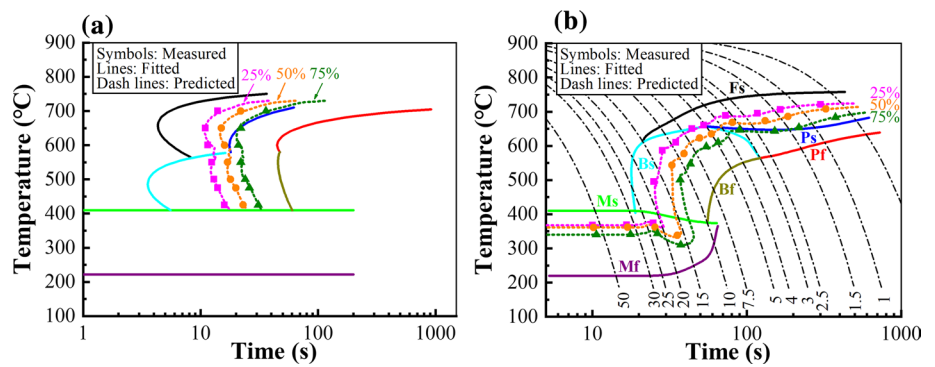 (a)
Symbols: Measured
Lines: Fitted
Dash lines: Predicted
25% 50% 75%
900
800
700
600
500
400
300
200
100
Temperature (℃)
1 10 100 1000
Time (s)
(b)
Symbols: Measured
Lines: Fitted
Dash lines: Predicted
Fs
25%
50%
75%
Ps
Pf
Bs
Bf
Ms
Mf
900
800
700
600
500
400
300
200
100
Temperature (℃)
50 30 25 20 15 10 7.5 5 4 3 2.5 1.5 1
10 100 1000
Time (s)